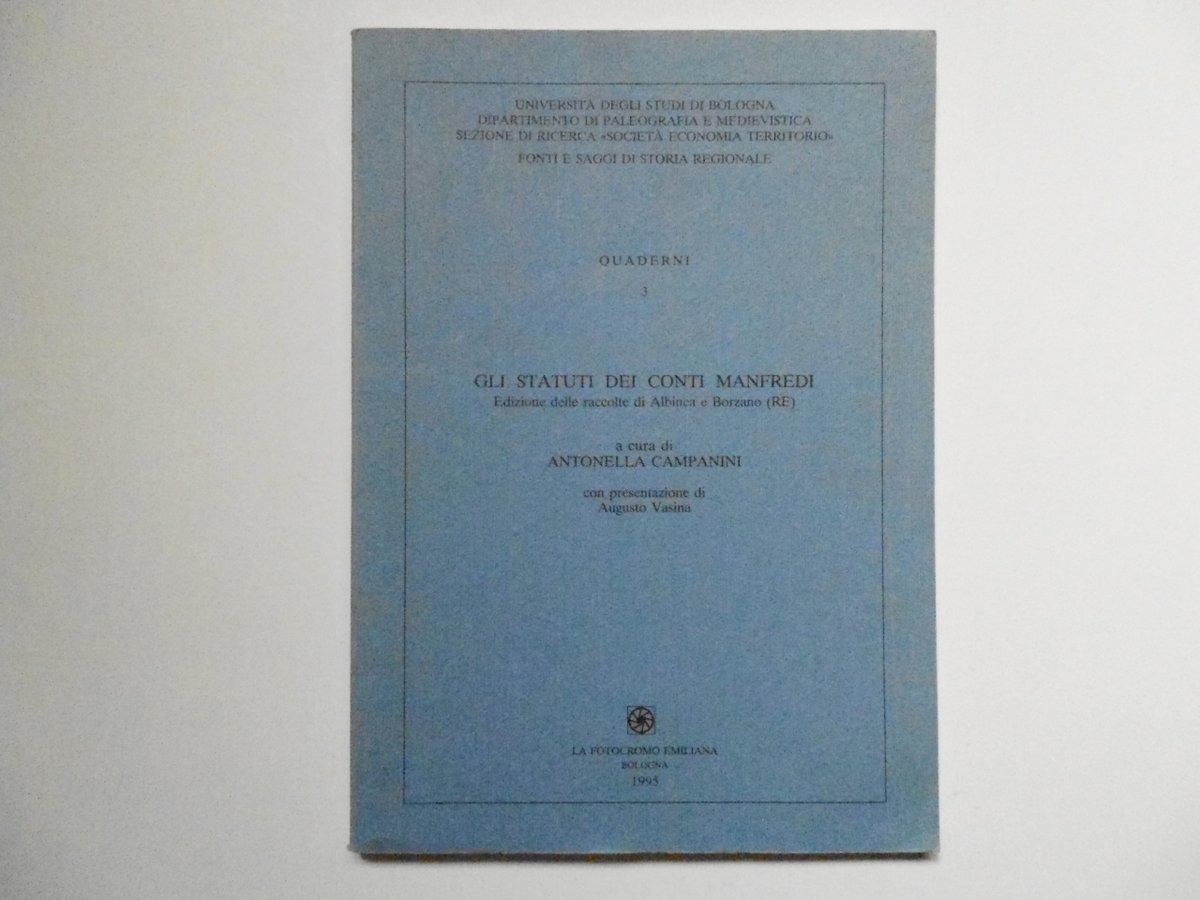 UNIVERSITÀ DEGLI STUDI DI BOLOGNA
DIPARTIMENTO DI PALEOGRAFIA E MEDIEVISTICA
SEZIONE DI RICERCA «SOCIETÀ ECONOMIA TERRITORIO»
FONTI E SAGGI DI STORIA REGIONALE
QUADERNI
3
GLI STATUTI DEI CONTI MANFREDI
Edizione delle raccolte di Albinea e Borzano (RE)
a cura di
ANTONELLA CAMPANINI
con presentazione di
Augusto Vasina
LA FOTOCROMO EMILIANA
BOLOGNA
1995